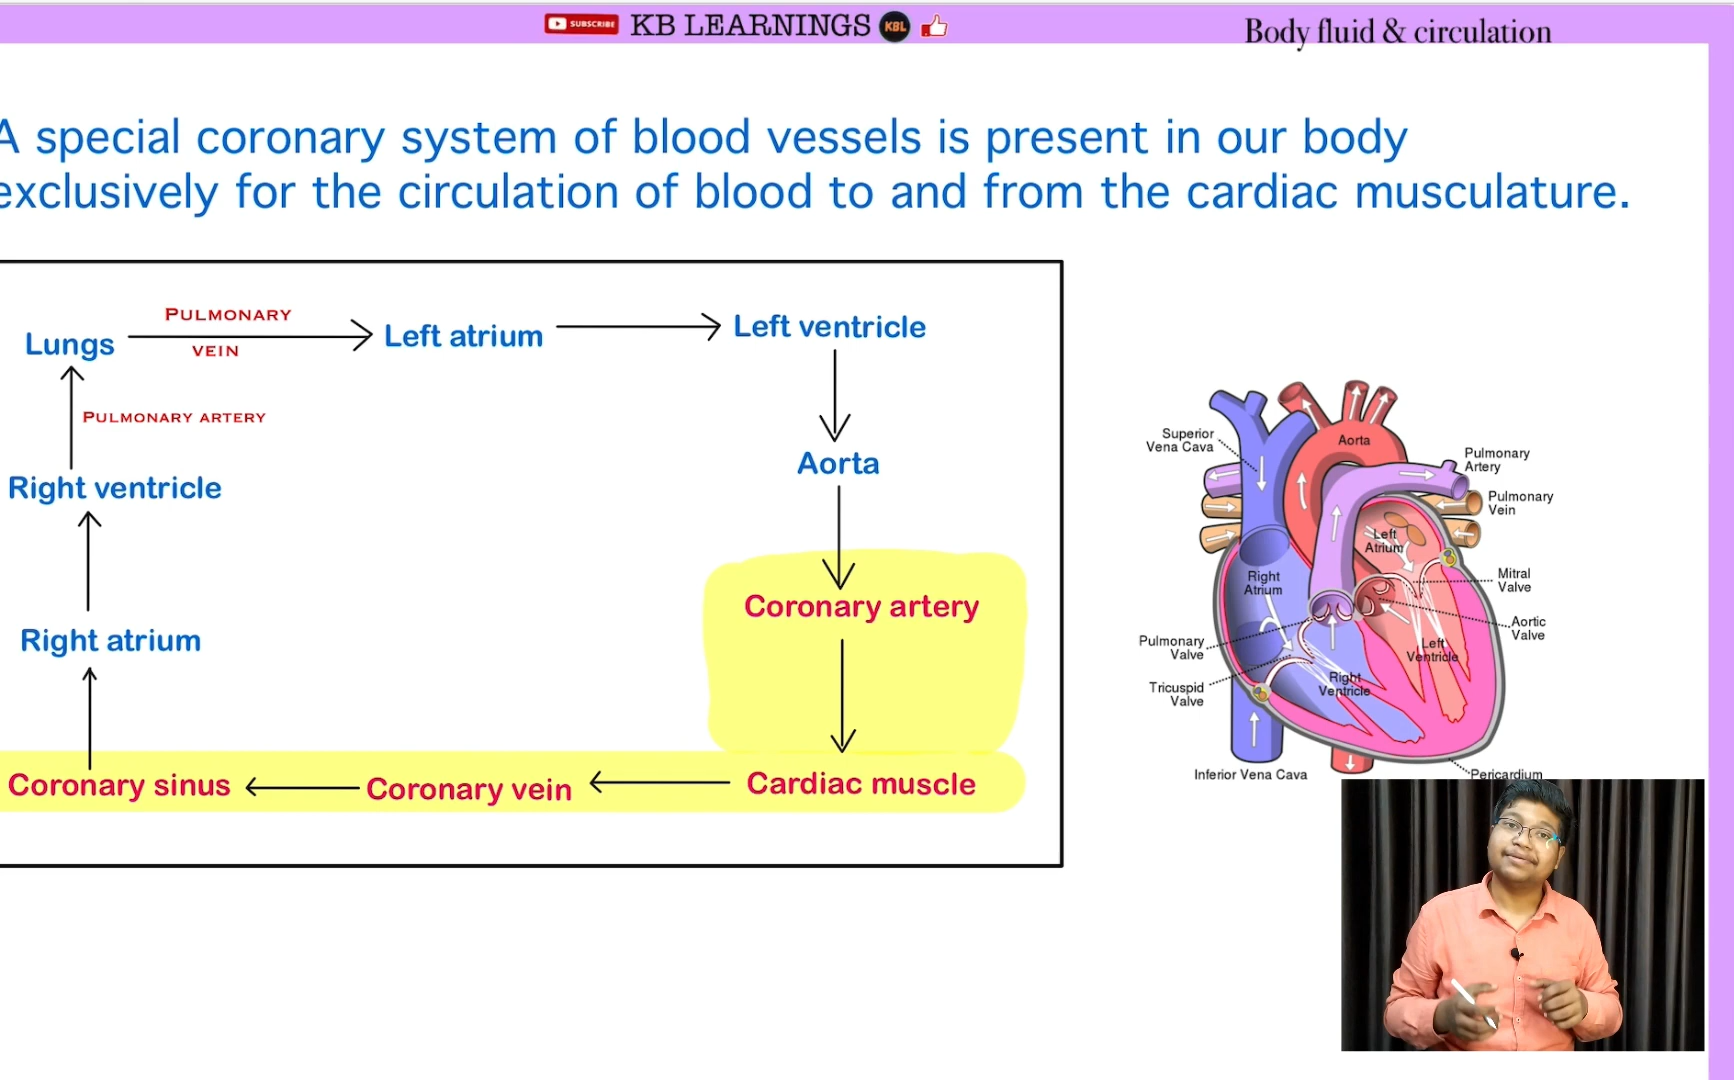 SUBSCRIBE KB LEARNINGS KBL
Body fluid & circulation
A special coronary system of blood vessels is present in our body
exclusively for the circulation of blood to and from the cardiac musculature.
Lungs
PULMONARY
VEIN
Left atrium
Left ventricle
PULMONARY ARTERY
Aorta
Right ventricle
Coronary artery
Right atrium
Coronary sinus
Coronary vein
Cardiac muscle
Superior
Vena Cava
Aorta
Pulmonary
Artery
Pulmonary
Vein
Left
Atrium
Right
Atrium
Mitral
Valve
Aortic
Valve
Pulmonary
Valve
Left
Ventricle
Tricuspid
Valve
Right
Ventricle
Inferior Vena Cava
Pericardium